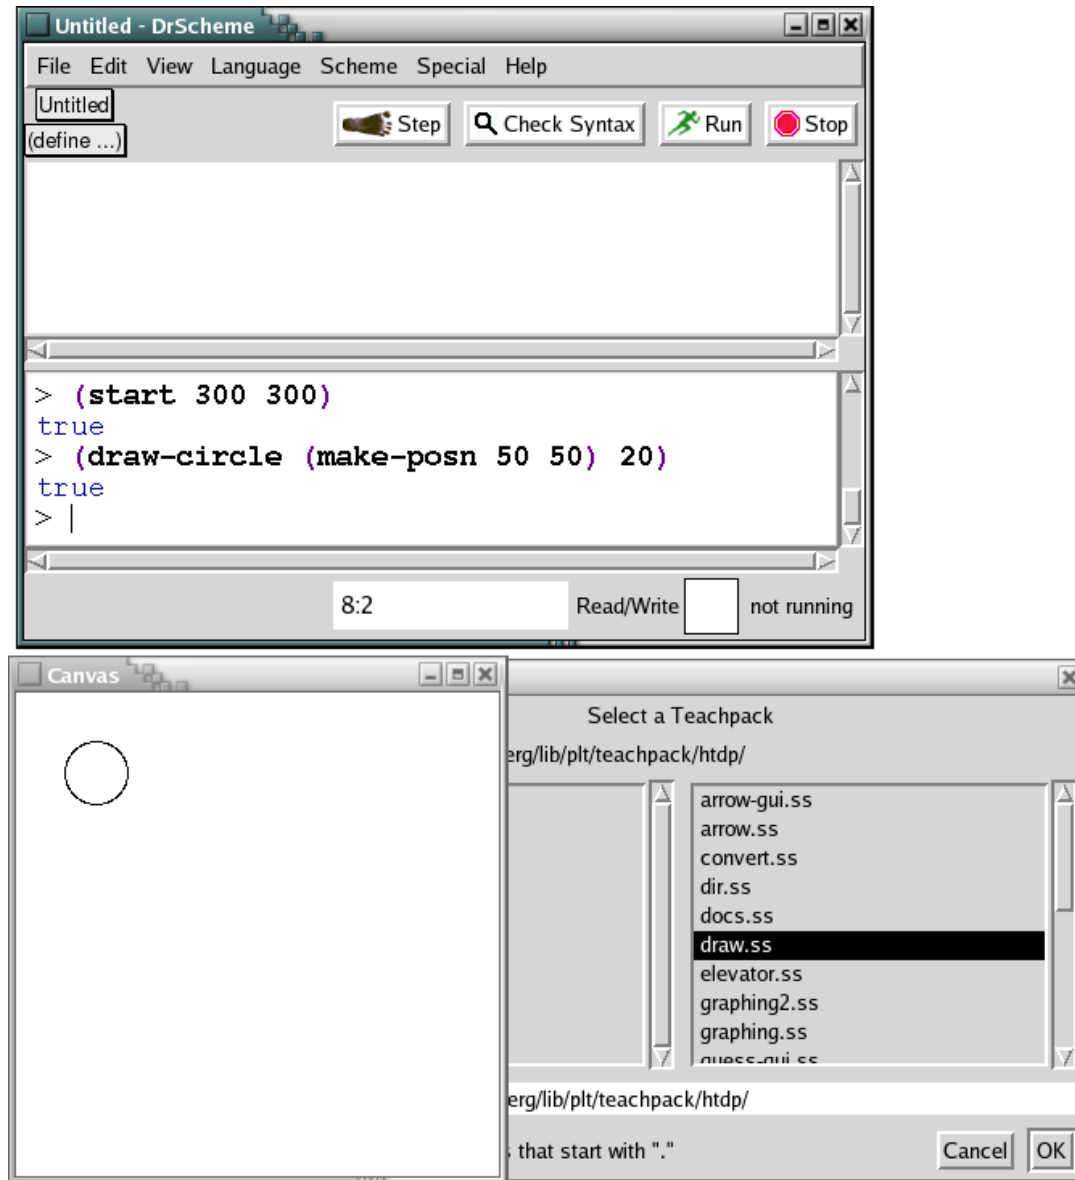 Untitled - DrScheme
File Edit View Language Scheme Special Help
Untitled
(define ...)
Step Check Syntax Run Stop
> (start 300 300)
true
> (draw-circle (make-posn 50 50) 20)
true
>
8:2 Read/Write not running
Canvas
Select a Teachpack
erg/lib/plt/teachpack/htdp/
arrow-gui.ss
arrow.ss
convert.ss
dir.ss
docs.ss
draw.ss
elevator.ss
graphing2.ss
graphing.ss
guess-gui.ss
erg/lib/plt/teachpack/htdp/
s that start with "."
Cancel OK